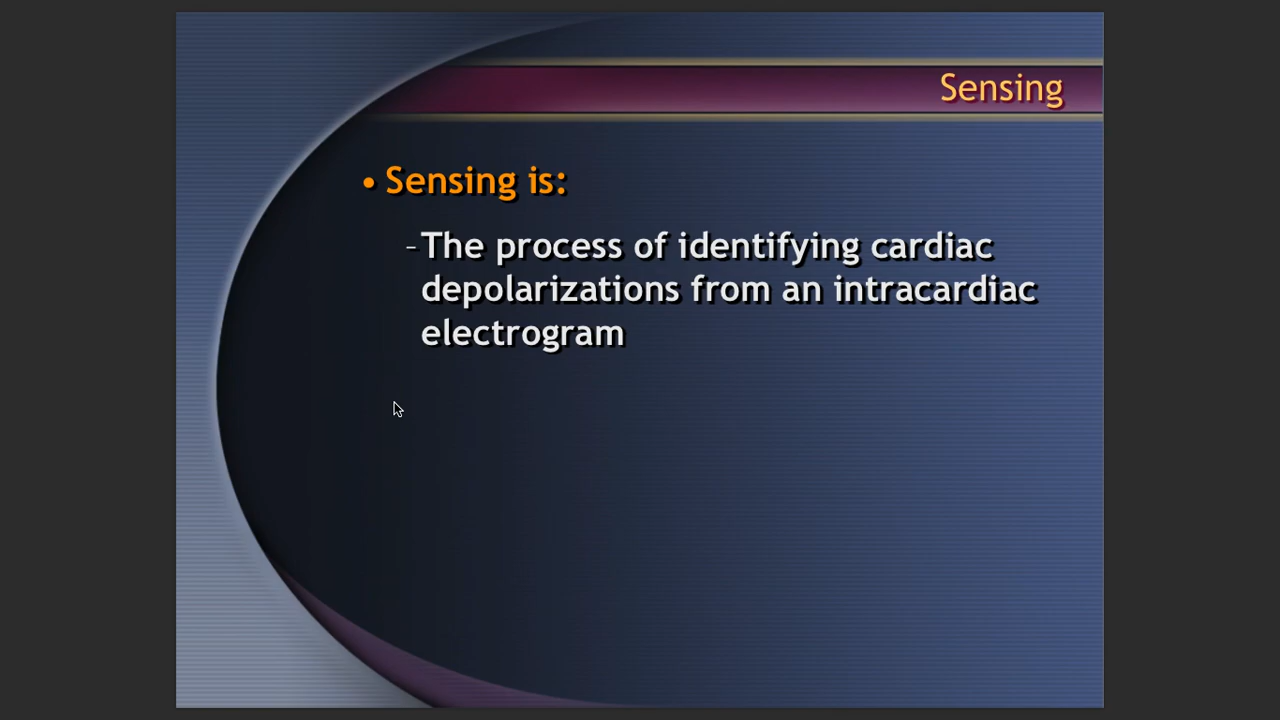 Sensing
• Sensing is:
–The process of identifying cardiac
depolarizations from an intracardiac
electrogram